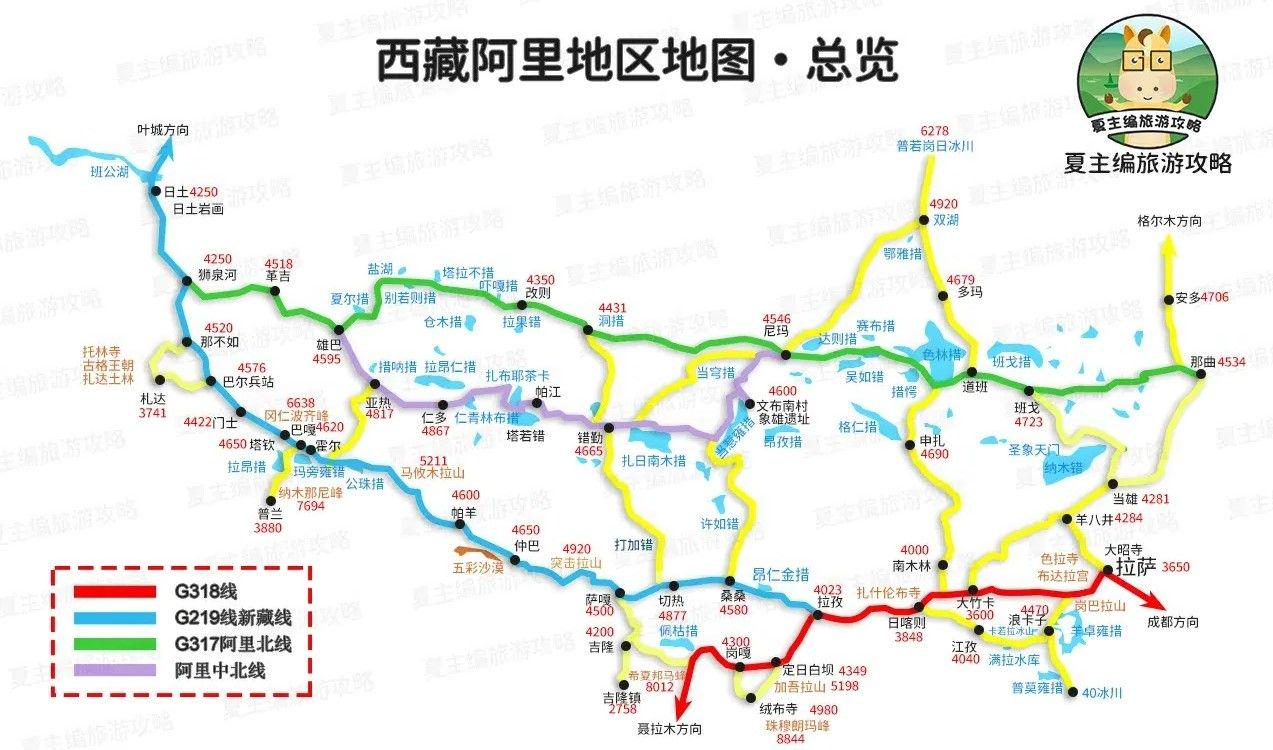 西藏阿里地区地图·总览
夏主编旅游攻略
夏主编旅游攻略
叶城方向
班公湖
日土4250
日土岩画
6278
普若岗日冰川
4920
双湖
鄂雅措
格尔木方向
4250
狮泉河
4518
革吉
盐湖
塔拉不措
吓嘎措
4350
改则
夏尔措
别若则措
仓木措
拉果错
4431
洞措
4679
多玛
安多4706
4520
那不如
雄巴
4595
4546
尼玛
达则措
赛布措
色林措
班戈措
那曲
4534
托林寺
古格王朝
扎达土林
4576
巴尔兵站
措呐措
拉昂仁措
扎布耶茶卡
当穹措
吴如错
措愕
道班
札达
3741
6638
冈仁波齐峰
4422门士
4620
4650
塔钦
巴嘎
霍尔
亚热
4817
仁多
4867
仁青林布措
帕江
塔若错
4600
文布南村
象雄遗址
当惹雍措
昂孜措
格仁措
班戈
4723
错勤
4665
扎日南木措
申扎
4690
圣象天门
纳木错
拉昂措
玛旁雍错
公珠措
5211
马攸木拉山
纳木那尼峰
7694
普兰
3880
4600
帕羊
当雄
4281
羊八井
4284
许如错
4650
仲巴
打加错
五彩沙漠
4920
突击拉山
大昭寺
拉萨
3650
色拉寺
布达拉宫
4000
南木林
昂仁金措
G318线
G219线新藏线
G317阿里北线
阿里中北线
萨嘎
4500
切热
4877
桑桑
4580
4023
拉孜
扎什伦布寺
日喀则
3848
大竹卡
3600
4470
浪卡子
岗巴拉山
成都方向
羊卓雍措
卡若拉冰山
江孜
4040
满拉水库
普莫雍措
40冰川
4200
吉隆
佩枯措
4300
岗嘎
定日白坝
4349
加吾拉山
5198
希夏邦马峰
8012
吉隆镇
2758
聂拉木方向
绒布寺
4980
珠穆朗玛峰
8844